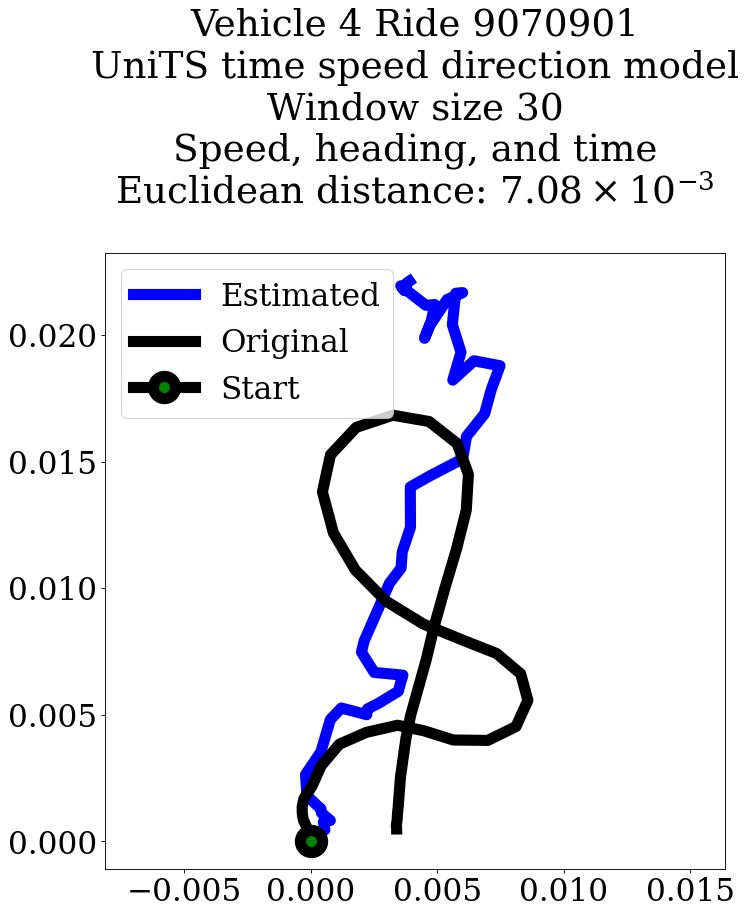 Vehicle 4 Ride 9070901
UniTS time speed direction model
Window size 30
Speed, heading, and time
Euclidean distance: 7.08 × 10⁻³
Estimated
Original
Start
0.020
0.015
0.010
0.005
0.000
−0.005 0.000 0.005 0.010 0.015